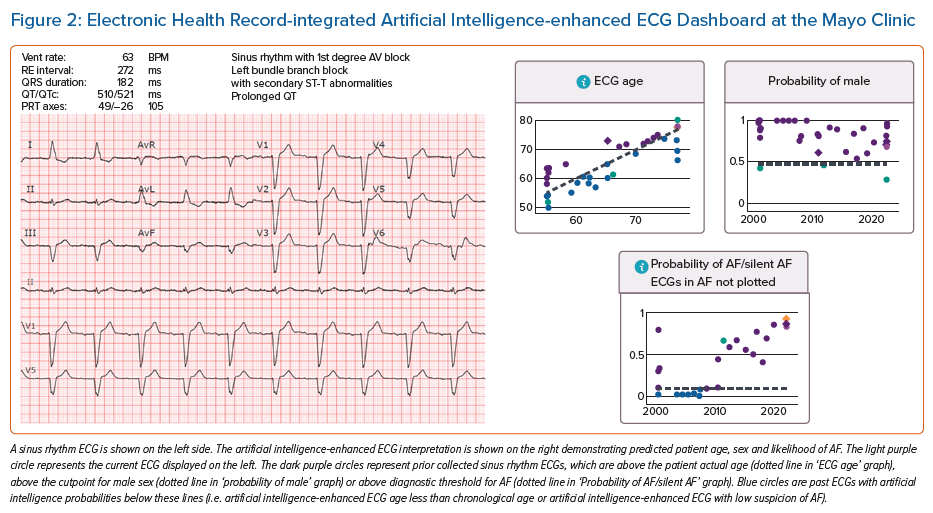 Figure 2: Electronic Health Record-integrated Artificial Intelligence-enhanced ECG Dashboard at the Mayo Clinic
Vent rate: 63 BPM
RE interval: 272 ms
QRS duration: 182 ms
QT/QTc: 510/521 ms
PRT axes: 49/–26 105
Sinus rhythm with 1st degree AV block
Left bundle branch block
with secondary ST-T abnormalities
Prolonged QT
I AvR V1 V4
II AvL V2 V5
III AvF V3 V6
II
V1
V5
i ECG age
80
70
60
50
60 70
Probability of male
1
0.5
0
2000 2010 2020
i Probability of AF/silent AF
ECGs in AF not plotted
1
0.5
0
2000 2010 2020
A sinus rhythm ECG is shown on the left side. The artificial intelligence-enhanced ECG interpretation is shown on the right demonstrating predicted patient age, sex and likelihood of AF. The light purple
circle represents the current ECG displayed on the left. The dark purple circles represent prior collected sinus rhythm ECGs, which are above the patient actual age (dotted line in ‘ECG age’ graph),
above the cutpoint for male sex (dotted line in ‘probability of male’ graph) or above diagnostic threshold for AF (dotted line in ‘Probability of AF/silent AF’ graph). Blue circles are past ECGs with artificial
intelligence probabilities below these lines (i.e. artificial intelligence-enhanced ECG age less than chronological age or artificial intelligence-enhanced ECG with low suspicion of AF).